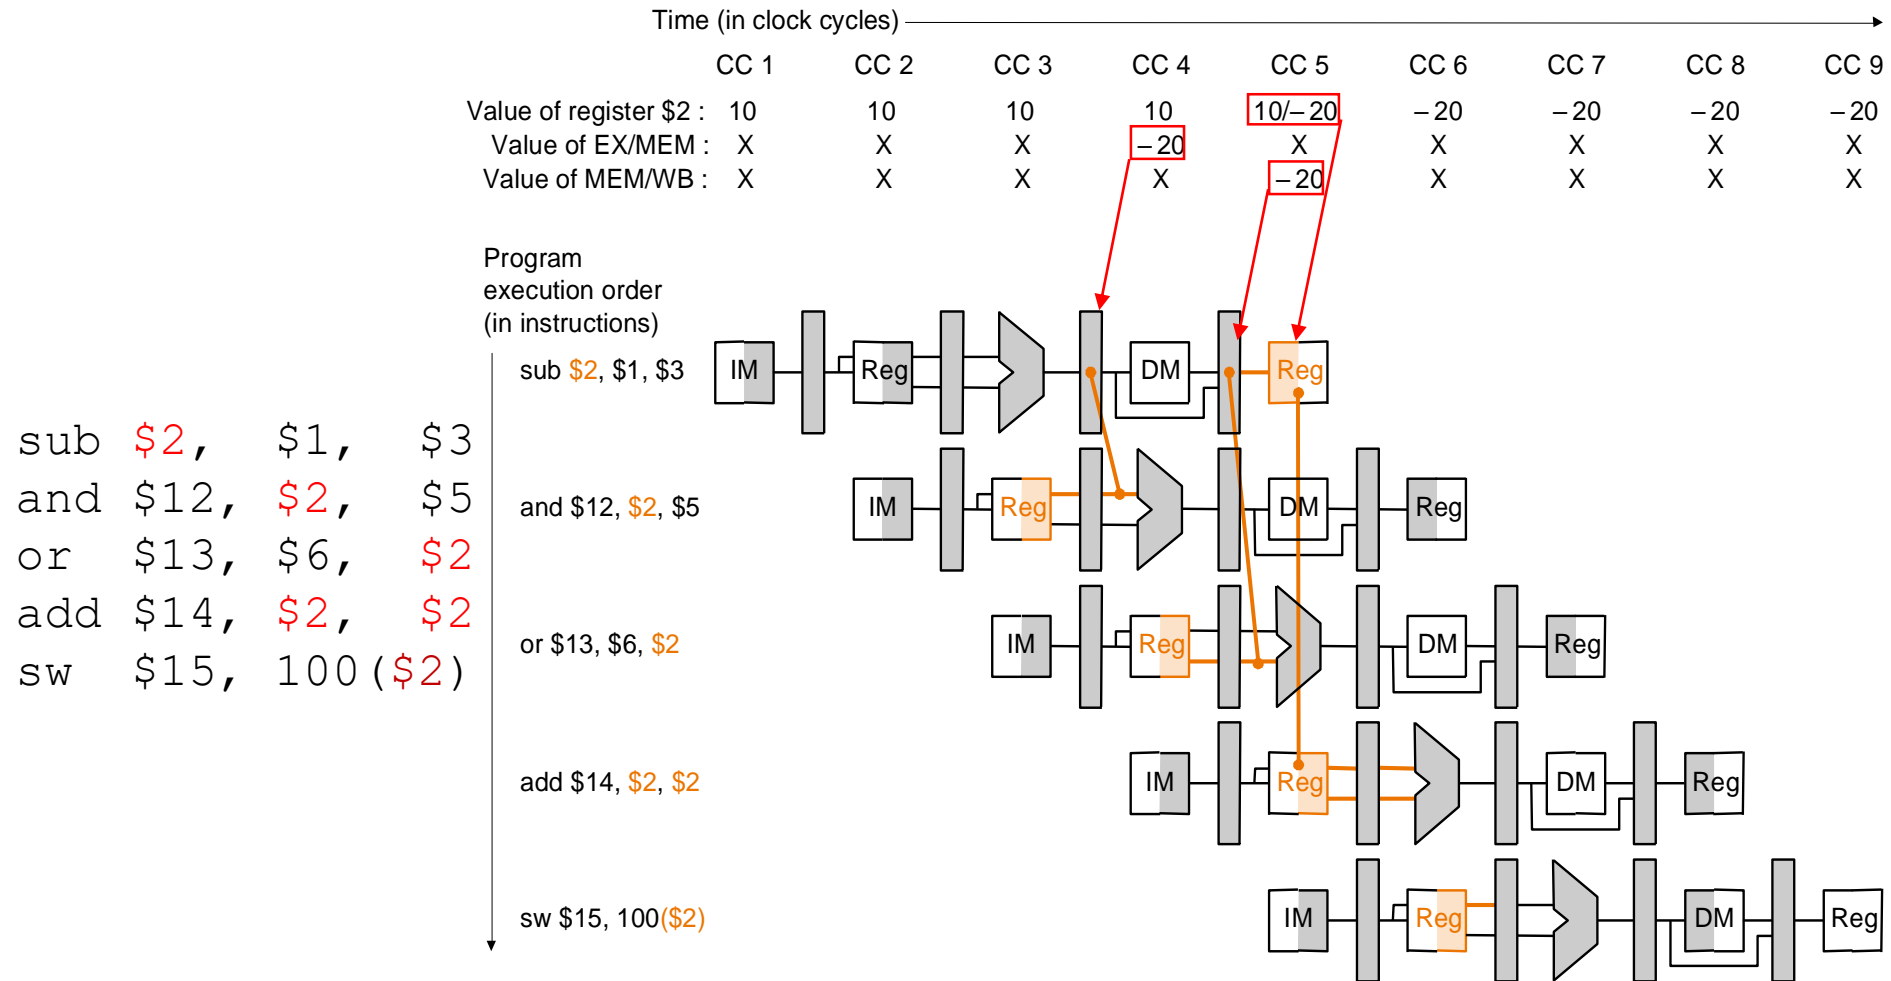 Time (in clock cycles)
CC 1 CC 2 CC 3 CC 4 CC 5 CC 6 CC 7 CC 8 CC 9
Value of register $2 : 10 10 10 10 10/–20 –20 –20 –20 –20
Value of EX/MEM : X X X –20 X X X X X
Value of MEM/WB : X X X X –20 X X X X
Program
execution order
(in instructions)
sub $2, $1, $3 IM Reg DM Reg
sub $2, $1, $3
and $12, $2, $5
or $13, $6, $2
add $14, $2, $2
sw $15, 100($2)
and $12, $2, $5 IM Reg DM Reg
or $13, $6, $2 IM Reg DM Reg
add $14, $2, $2 IM Reg DM Reg
sw $15, 100($2) IM Reg DM Reg